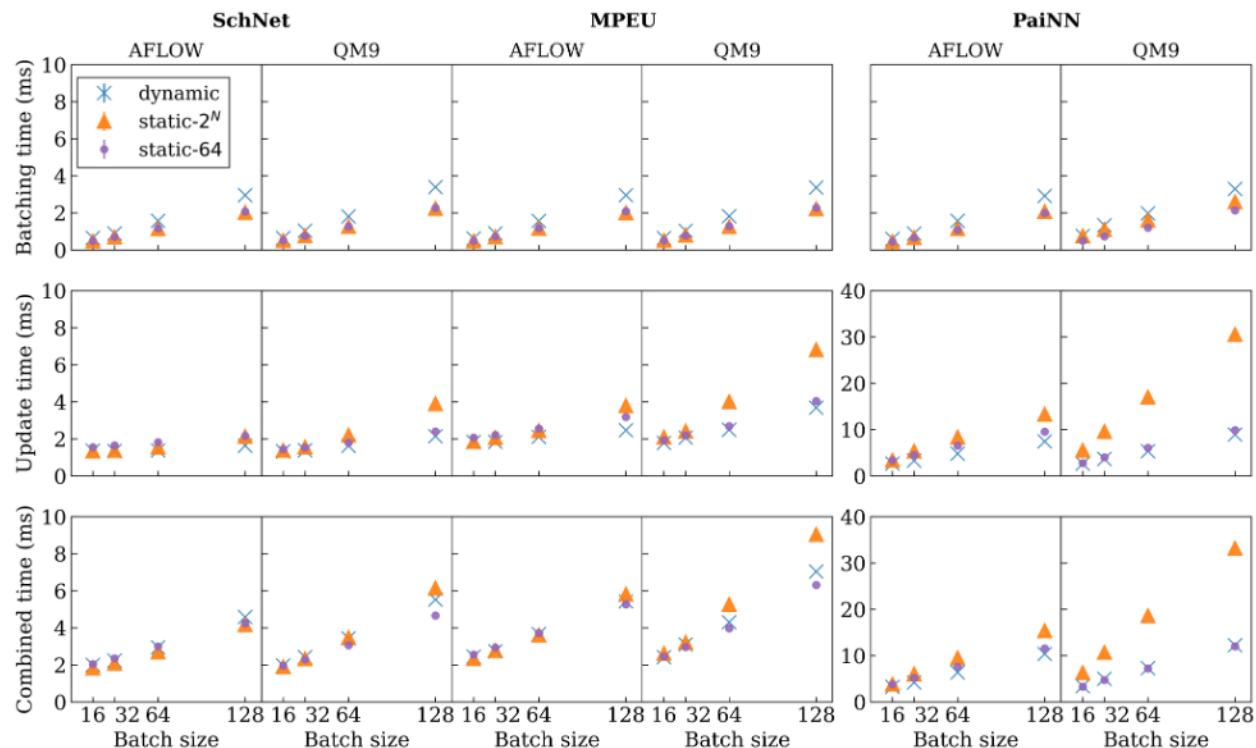 SchNet MPEU PaiNN
AFLOW QM9 AFLOW QM9 AFLOW QM9
10
8
6
4
2
0
Batching time (ms)
dynamic
static-2^N
static-64
10
8
6
4
2
0
Update time (ms)
40
30
20
10
0
10
8
6
4
2
0
Combined time (ms)
40
30
20
10
0
16 32 64 128 16 32 64 128 16 32 64 128 16 32 64 128 16 32 64 128 16 32 64 128
Batch size Batch size Batch size Batch size Batch size Batch size